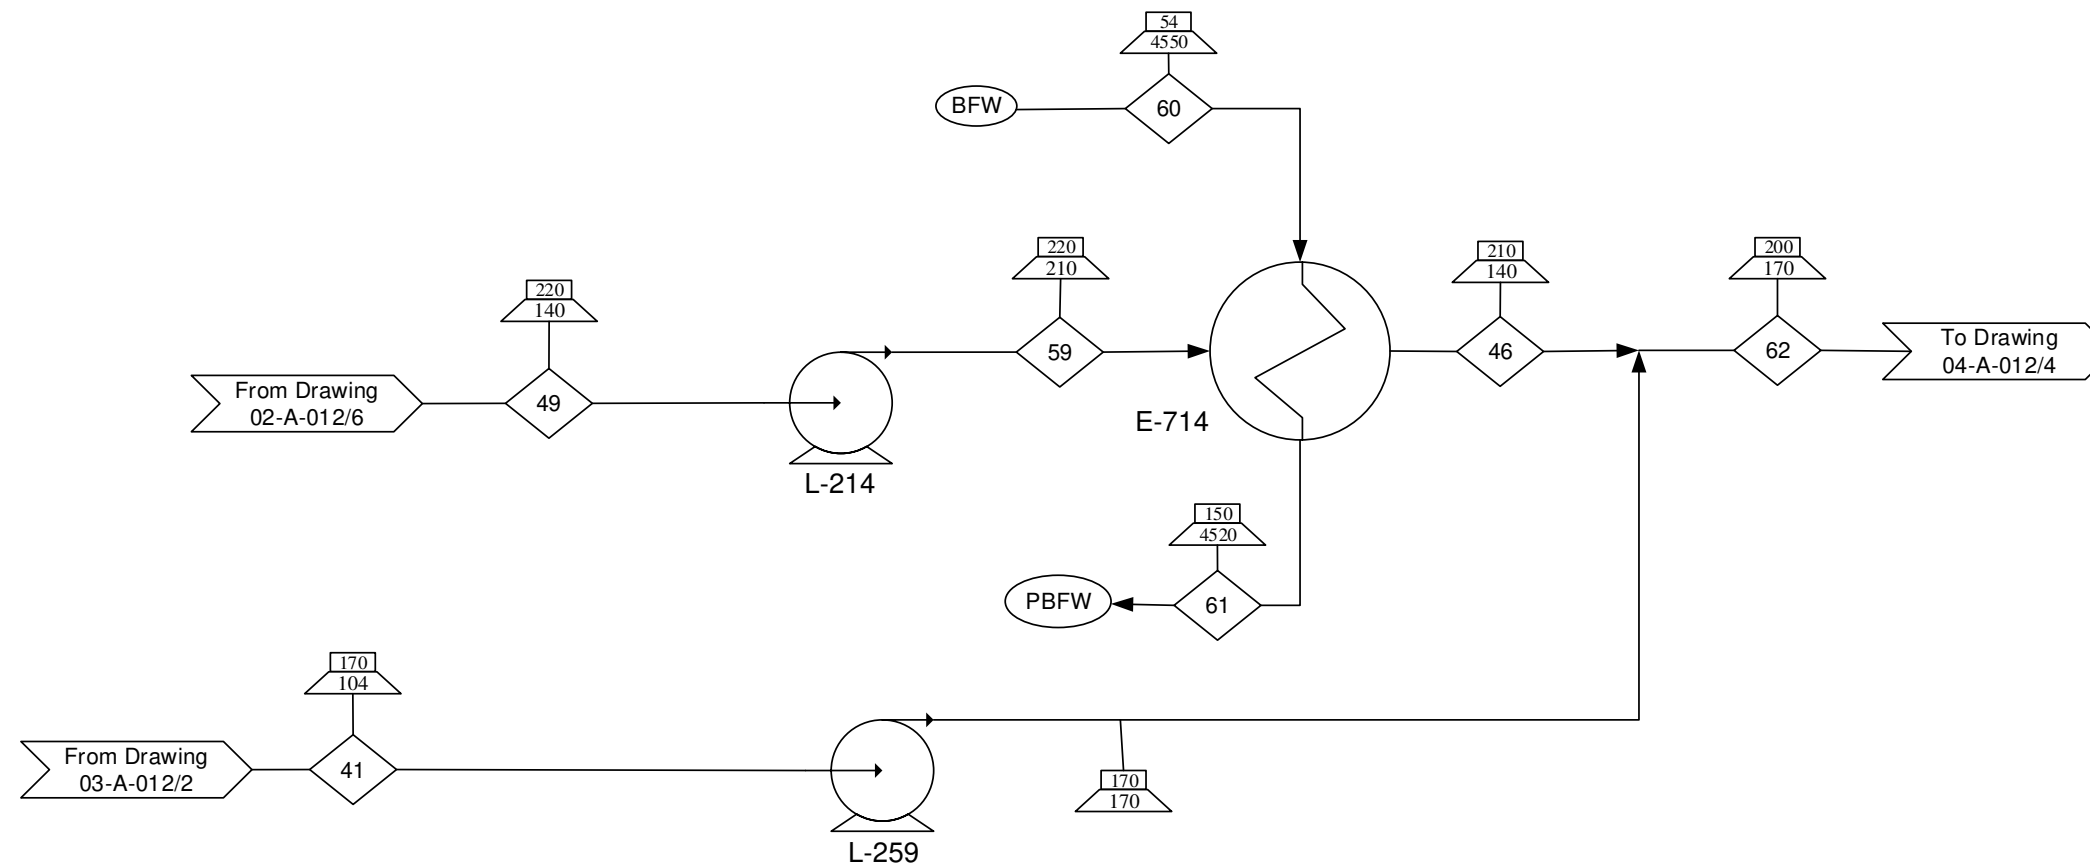 54
4550
BFW
60
220
210
210
140
200
170
220
140
59
46
62
To Drawing
04-A-012/4
From Drawing
02-A-012/6
49
E-714
L-214
150
4520
PBFW
61
170
104
From Drawing
03-A-012/2
41
170
170
L-259